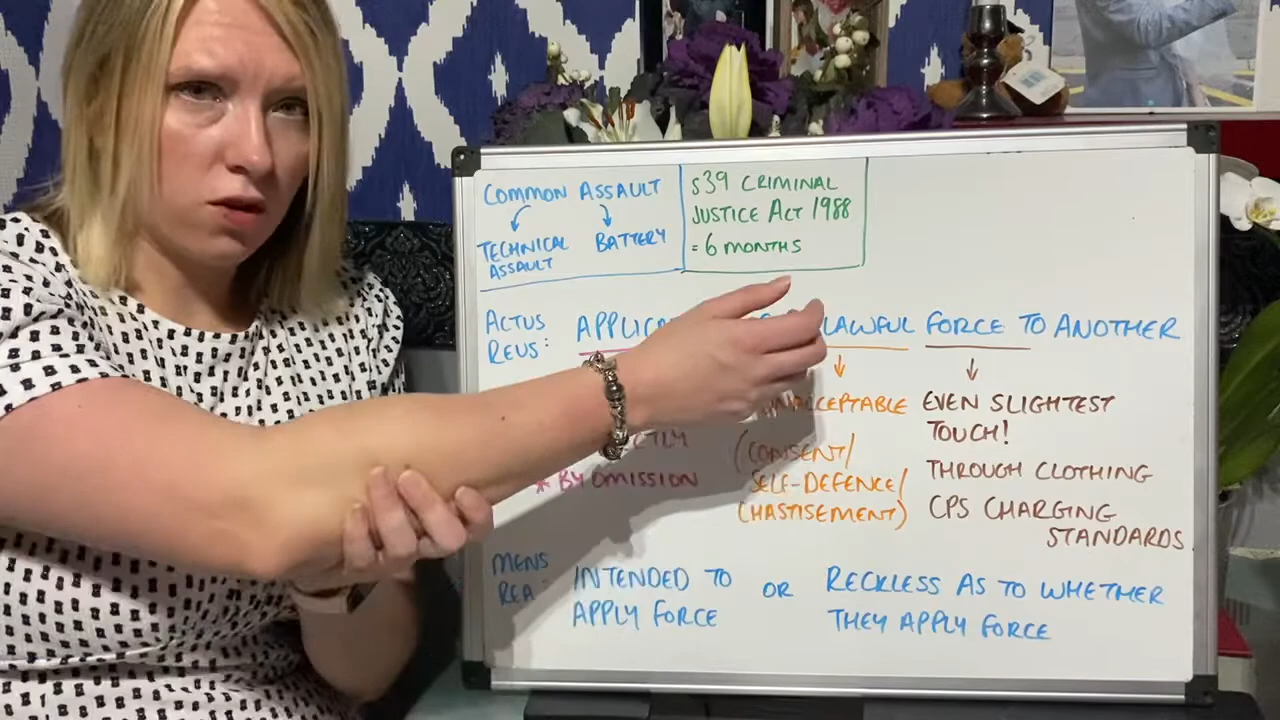 COMMON ASSAULT
TECHNICAL ASSAULT
BATTERY
S39 CRIMINAL
JUSTICE ACT 1988
= 6 MONTHS
ACTUS
REUS:
FORCE TO ANOTHER
EVEN SLIGHTEST
TOUCH!
THROUGH CLOTHING
CPS CHARGING
STANDARDS
(CONSENT/
SELF-DEFENCE/
CHASTISEMENT)
* BY OMISSION
MENS
REA:
INTENDED TO
APPLY FORCE
OR
RECKLESS AS TO WHETHER
THEY APPLY FORCE